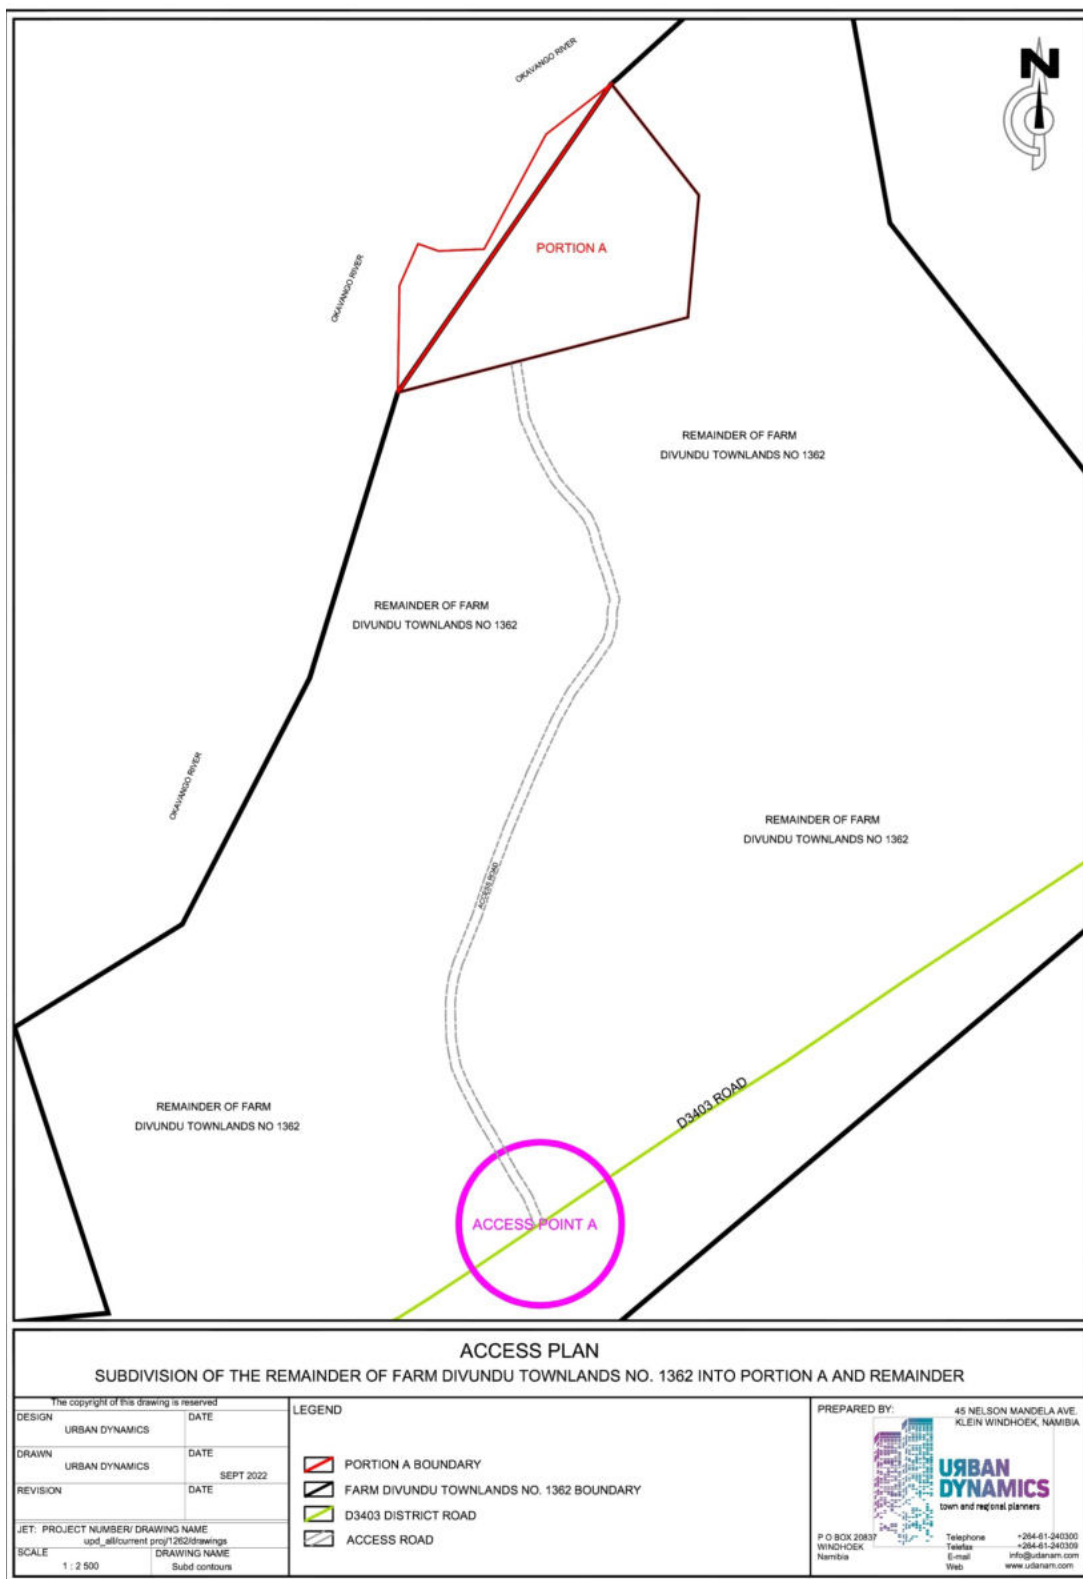 OKAVANGO RIVER
N
PORTION A
OKAVANGO RIVER
REMAINDER OF FARM
DIVUNDU TOWNLANDS NO 1362
REMAINDER OF FARM
DIVUNDU TOWNLANDS NO 1362
OKAVANGO RIVER
REMAINDER OF FARM
DIVUNDU TOWNLANDS NO 1362
ACCESS ROAD
D3403 ROAD
REMAINDER OF FARM
DIVUNDU TOWNLANDS NO 1362
ACCESS POINT A
ACCESS PLAN
SUBDIVISION OF THE REMAINDER OF FARM DIVUNDU TOWNLANDS NO. 1362 INTO PORTION A AND REMAINDER
The copyright of this drawing is reserved
DESIGN
URBAN DYNAMICS
DATE
DRAWN
URBAN DYNAMICS
DATE
SEPT 2022
REVISION
DATE
JET: PROJECT NUMBER/ DRAWING NAME
upd_all/current proj/1262/drawings
SCALE
1 : 2 500
DRAWING NAME
Subd contours
LEGEND
PORTION A BOUNDARY
FARM DIVUNDU TOWNLANDS NO. 1362 BOUNDARY
D3403 DISTRICT ROAD
ACCESS ROAD
PREPARED BY:
45 NELSON MANDELA AVE.
KLEIN WINDHOEK, NAMIBIA
URBAN
DYNAMICS
town and regional planners
P O BOX 20837
WINDHOEK
Namibia
Telephone +264-61-240300
Telefax +264-61-240309
E-mail info@udanam.com
Web www.udanam.com